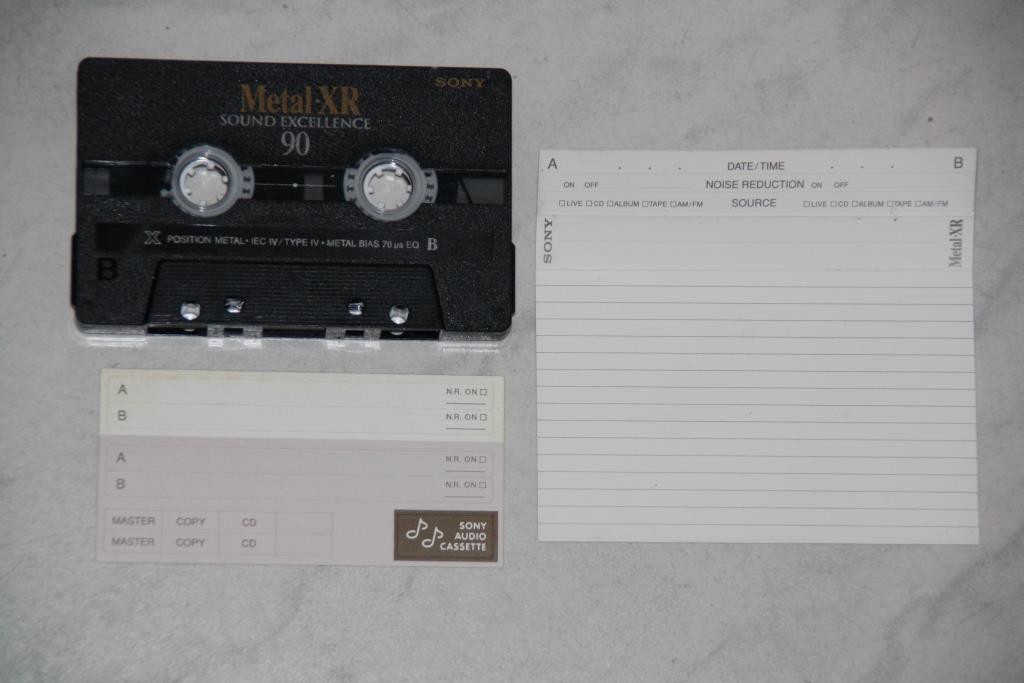 SONY
Metal·XR
SOUND EXCELLENCE
90
X POSITION METAL • IEC IV/TYPE IV • METAL BIAS 70 µs EQ B
B
A N.R. ON □
B N.R. ON □
A N.R. ON □
B N.R. ON □
MASTER COPY CD
MASTER COPY CD
SONY
AUDIO
CASSETTE
A . . . DATE/TIME . . . B
ON OFF NOISE REDUCTION ON OFF
□LIVE □CD □ALBUM □TAPE □AM/FM SOURCE □LIVE □CD □ALBUM □TAPE □AM/FM
SONY
Metal·XR